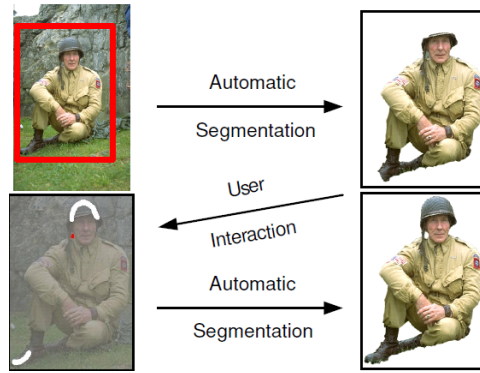 Automatic
Segmentation
User
Interaction
Automatic
Segmentation